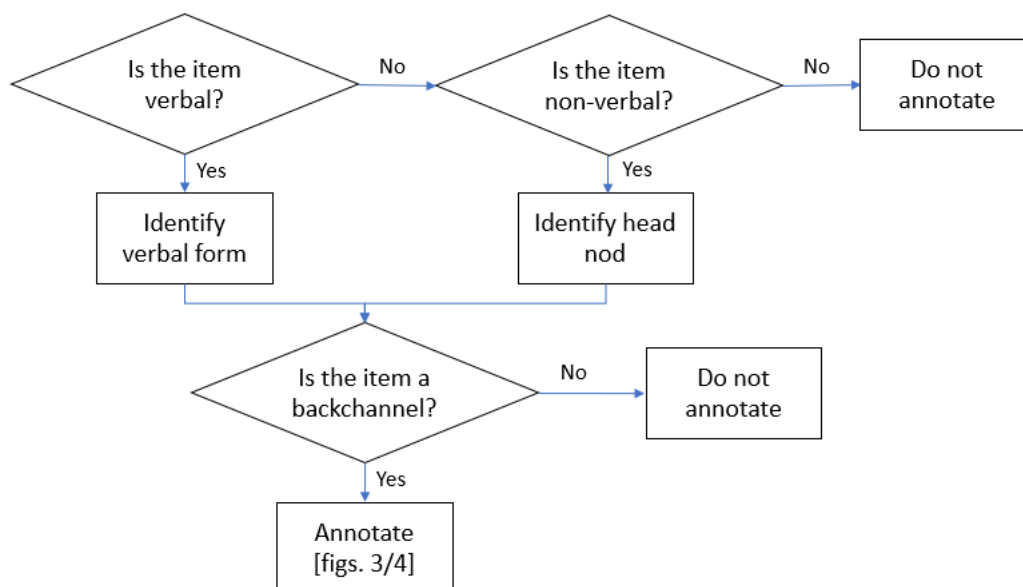 Is the item
verbal?
No
Is the item
non-verbal?
No
Do not
annotate
Yes
Yes
Identify
verbal form
Identify head
nod
Is the item a
backchannel?
No
Do not
annotate
Yes
Annotate
[figs. 3/4]